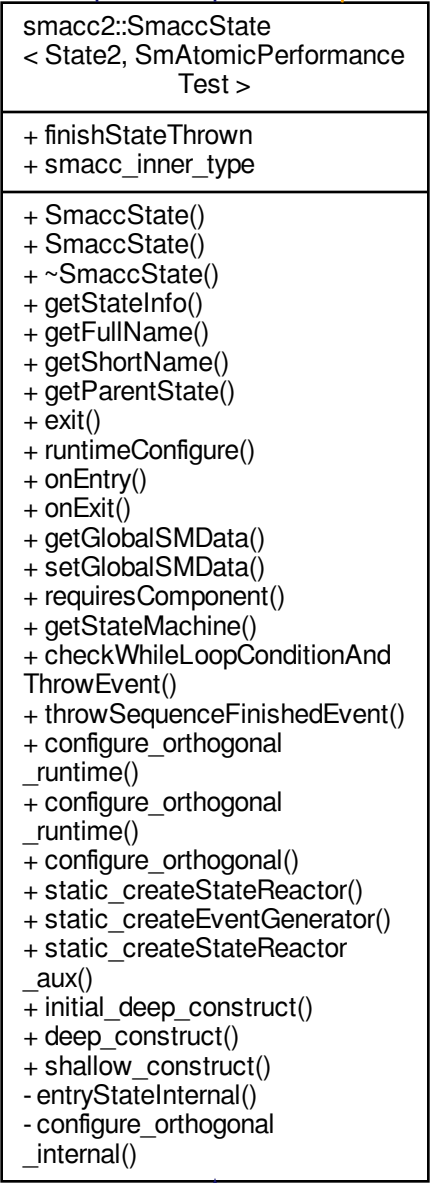 smacc2::SmaccState
< State2, SmAtomicPerformance
Test >
+ finishStateThrown
+ smacc_inner_type
+ SmaccState()
+ SmaccState()
+ ~SmaccState()
+ getStateInfo()
+ getFullName()
+ getShortName()
+ getParentState()
+ exit()
+ runtimeConfigure()
+ onEntry()
+ onExit()
+ getGlobalSMData()
+ setGlobalSMData()
+ requiresComponent()
+ getStateMachine()
+ checkWhileLoopConditionAnd
ThrowEvent()
+ throwSequenceFinishedEvent()
+ configure_orthogonal
_runtime()
+ configure_orthogonal
_runtime()
+ configure_orthogonal()
+ static_createStateReactor()
+ static_createEventGenerator()
+ static_createStateReactor
_aux()
+ initial_deep_construct()
+ deep_construct()
+ shallow_construct()
- entryStateInternal()
- configure_orthogonal
_internal()